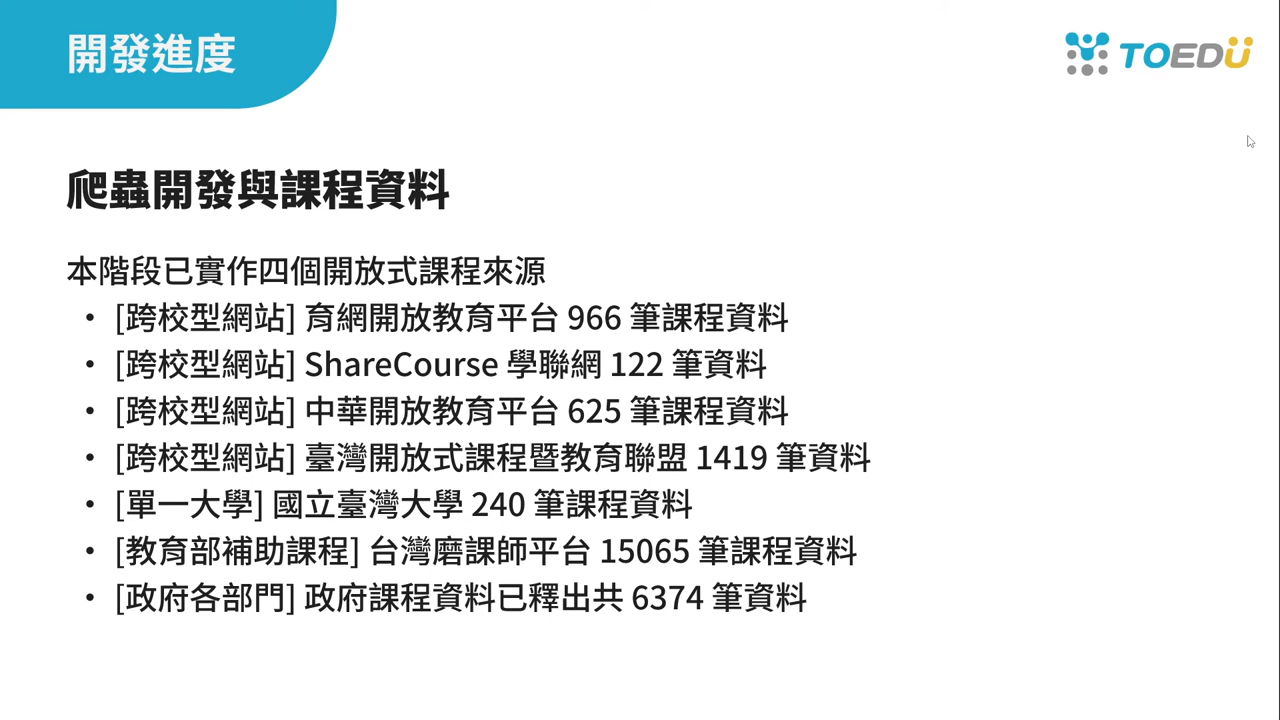 開發進度
TOEDU
爬蟲開發與課程資料
本階段已實作四個開放式課程來源
• [跨校型網站] 育網開放教育平台 966 筆課程資料
• [跨校型網站] ShareCourse 學聯網 122 筆資料
• [跨校型網站] 中華開放教育平台 625 筆課程資料
• [跨校型網站] 臺灣開放式課程暨教育聯盟 1419 筆資料
• [單一大學] 國立臺灣大學 240 筆課程資料
• [教育部補助課程] 台灣磨課師平台 15065 筆課程資料
• [政府各部門] 政府課程資料已釋出共 6374 筆資料